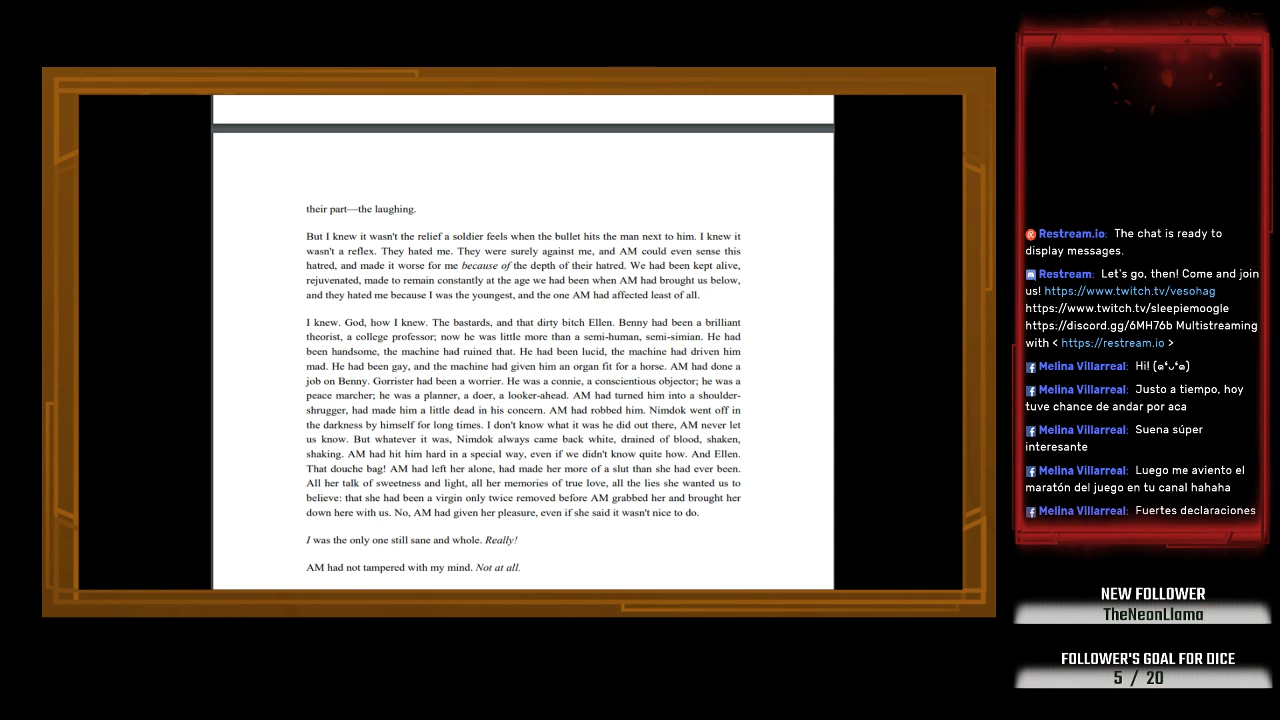 their part—the laughing.
But I knew it wasn't the relief a soldier feels when the bullet hits the man next to him. I knew it
wasn't a reflex. They hated me. They were surely against me, and AM could even sense this
hatred, and made it worse for me because of the depth of their hatred. We had been kept alive,
rejuvenated, made to remain constantly at the age we had been when AM had brought us below,
and they hated me because I was the youngest, and the one AM had affected least of all.
I knew. God, how I knew. The bastards, and that dirty bitch Ellen. Benny had been a brilliant
theorist, a college professor; now he was little more than a semi-human, semi-simian. He had
been handsome, the machine had ruined that. He had been lucid, the machine had driven him
mad. He had been gay, and the machine had given him an organ fit for a horse. AM had done a
job on Benny. Gorrister had been a worrier. He was a connie, a conscientious objector; he was a
peace marcher; he was a planner, a doer, a looker-ahead. AM had turned him into a shoulder-
shrugger, had made him a little dead in his concern. AM had robbed him. Nimdok went off in
the darkness by himself for long times. I don't know what it was he did out there, AM never let
us know. But whatever it was, Nimdok always came back white, drained of blood, shaken,
shaking. AM had hit him hard in a special way, even if we didn't know quite how. And Ellen.
That douche bag! AM had left her alone, had made her more of a slut than she had ever been.
All her talk of sweetness and light, all her memories of true love, all the lies she wanted us to
believe: that she had been a virgin only twice removed before AM grabbed her and brought her
down here with us. No, AM had given her pleasure, even if she said it wasn't nice to do.
I was the only one still sane and whole. Really!
AM had not tampered with my mind. Not at all.
Restream.io: The chat is ready to
display messages.
Restream: Let's go, then! Come and join
us! https://www.twitch.tv/vesohag
https://www.twitch.tv/sleepiemoogle
https://discord.gg/6MH76b Multistreaming
with < https://restream.io >
Melina Villarreal: Hi! (๑❛ᴗ❛๑)
Melina Villarreal: Justo a tiempo, hoy
tuve chance de andar por aca
Melina Villarreal: Suena súper
interesante
Melina Villarreal: Luego me aviento el
maratón del juego en tu canal hahaha
Melina Villarreal: Fuertes declaraciones
NEW FOLLOWER
TheNeonLlama
FOLLOWER'S GOAL FOR DICE
5 / 20